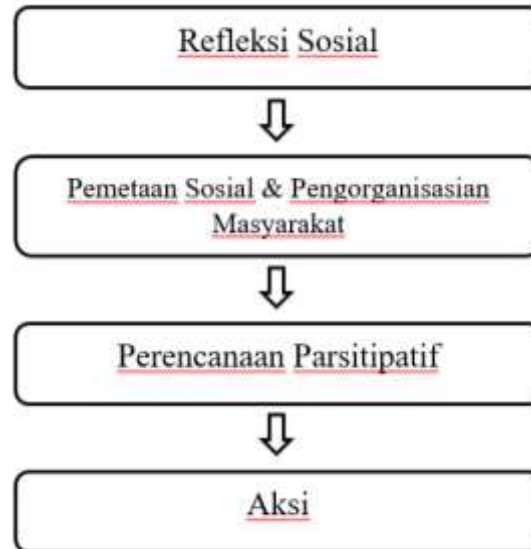 Refleksi Sosial
Pemetaan Sosial & Pengorganisasian
Masyarakat
Perencanaan Parsitipatif
Aksi